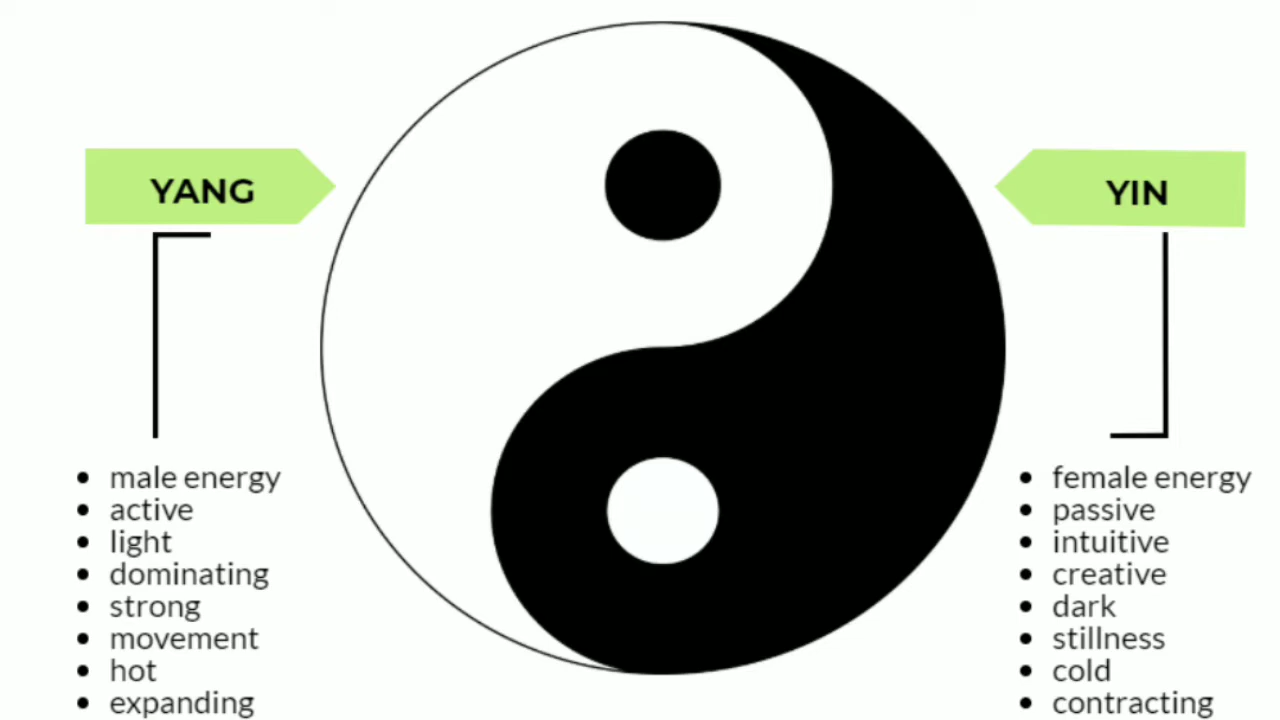 YANG
male energy
active
light
dominating
strong
movement
hot
expanding
YIN
female energy
passive
intuitive
creative
dark
stillness
cold
contracting